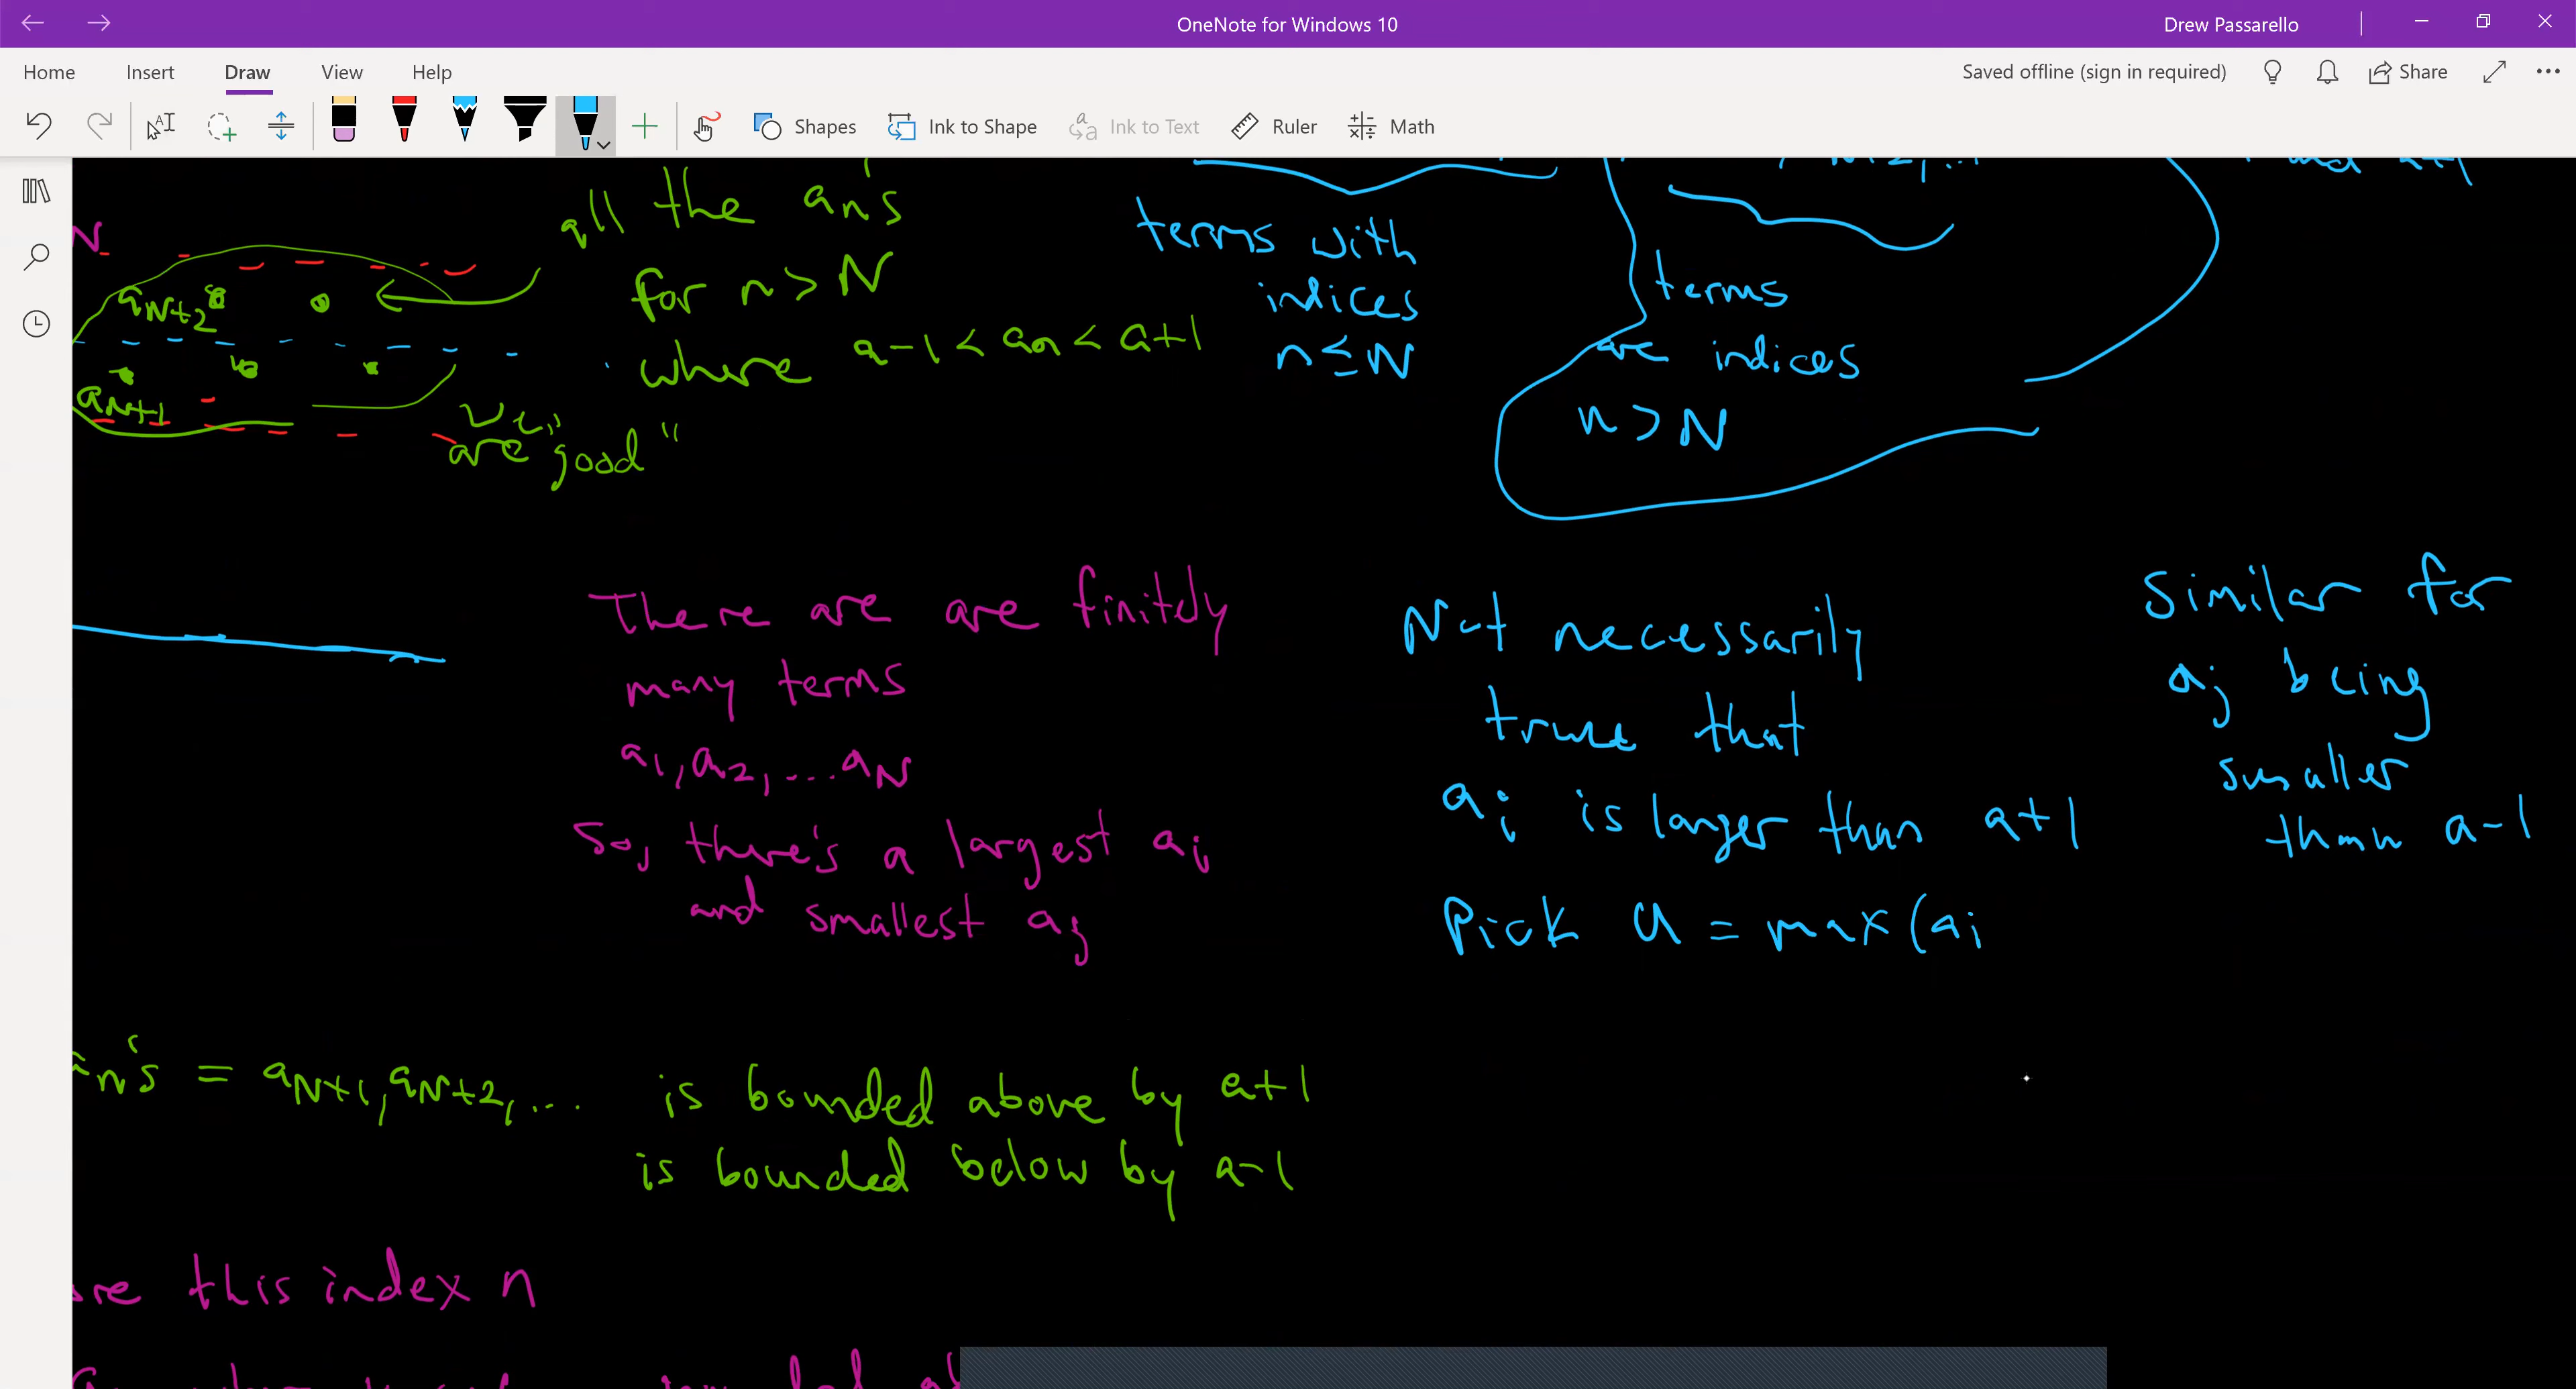 OneNote for Windows 10
Drew Passarello
Home Insert Draw View Help
Saved offline (sign in required)
Share
Shapes Ink to Shape Ink to Text Ruler Math
N
all the an's
for n > N
where a-1 < an < a+1
are good"
aN+2
aN+1
terms with
indices
n ≤ N
terms
are indices
n > N
There are are finitely
many terms
a1, a2, ... aN
So, there's a largest ai
and smallest aj
Not necessarily
true that
ai is larger than a+1
Pick U = max(ai
Similar for
aj being
smaller
than a-1
an's = aN+1, aN+2, ...
is bounded above by a+1
is bounded below by a-1
this index n